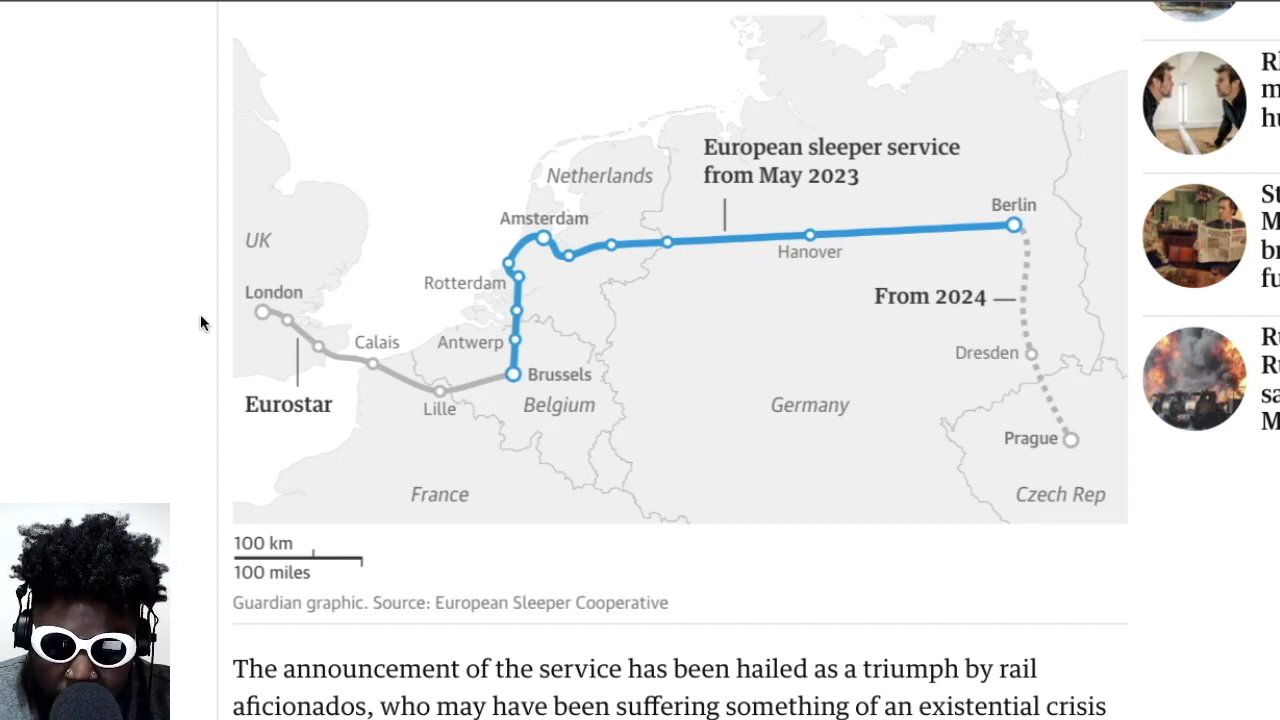 European sleeper service
from May 2023
Netherlands
Amsterdam
Berlin
UK
Hanover
Rotterdam
London
From 2024
Calais
Antwerp
Dresden
Brussels
Eurostar
Lille
Belgium
Germany
Prague
France
Czech Rep
100 km
100 miles
Guardian graphic. Source: European Sleeper Cooperative
The announcement of the service has been hailed as a triumph by rail
aficionados, who may have been suffering something of an existential crisis